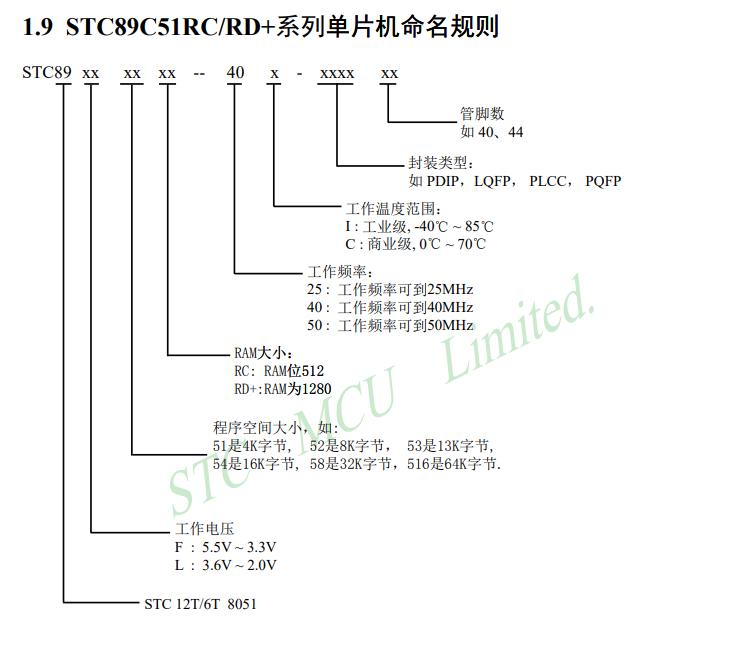 1.9 STC89C51RC/RD+系列单片机命名规则
STC89 xx xx xx -- 40 x - xxxx xx
管脚数
如 40、44
封装类型:
如 PDIP, LQFP, PLCC, PQFP
工作温度范围:
I : 工业级, -40℃ ~ 85℃
C : 商业级, 0℃ ~ 70℃
工作频率:
25 : 工作频率可到25MHz
40 : 工作频率可到40MHz
50 : 工作频率可到50MHz
RAM大小:
RC: RAM位512
RD+:RAM为1280
程序空间大小, 如:
51是4K字节, 52是8K字节, 53是13K字节,
54是16K字节, 58是32K字节, 516是64K字节.
工作电压
F : 5.5V ~ 3.3V
L : 3.6V ~ 2.0V
STC 12T/6T 8051
STC MCU Limited.